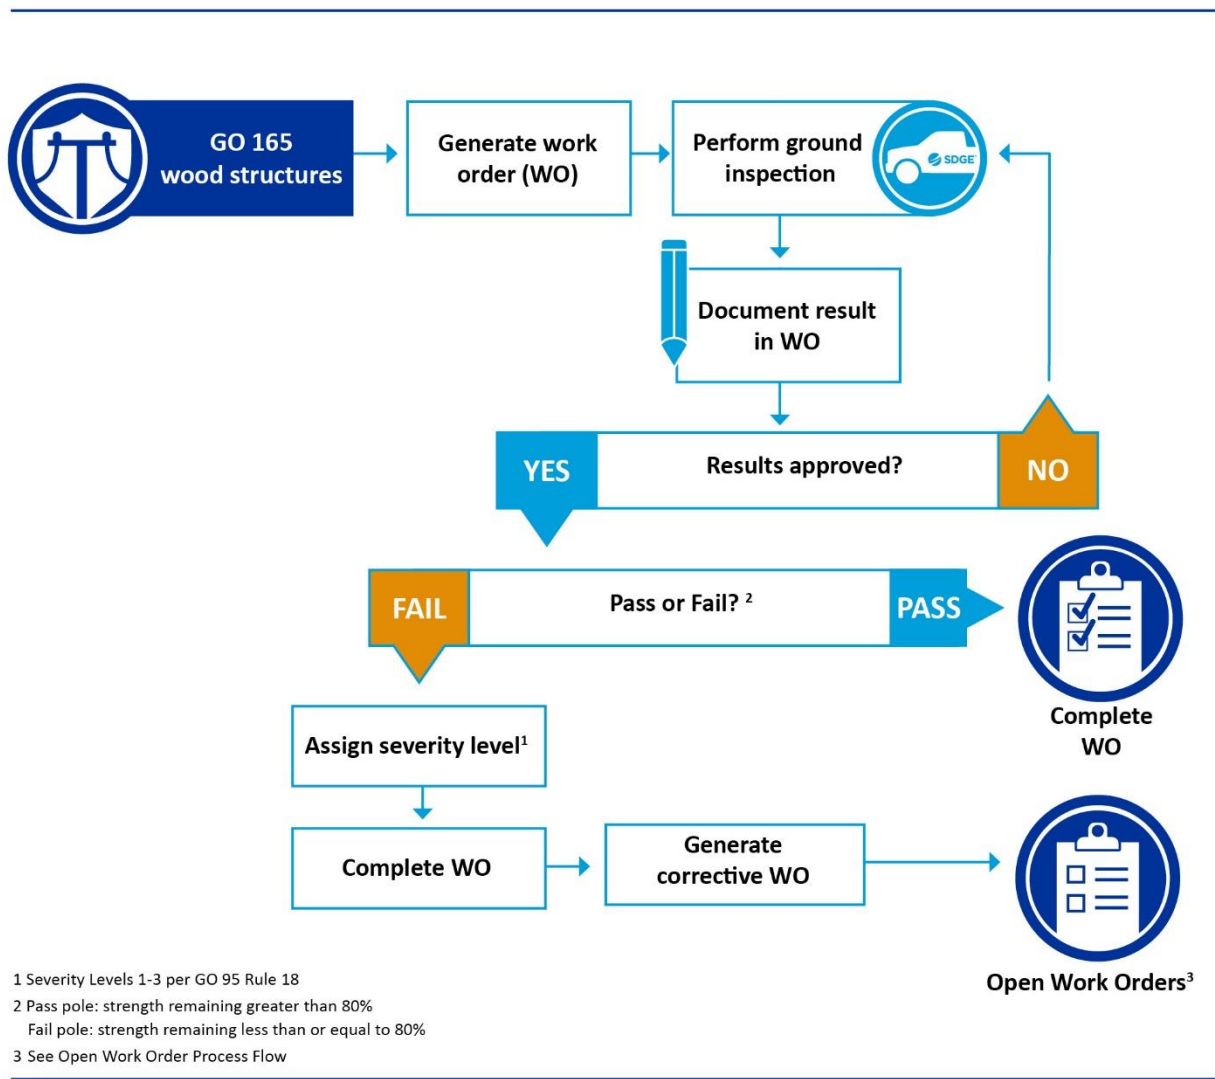 GO 165
wood structures
Generate work
order (WO)
Perform ground
inspection
SDGE
Document result
in WO
YES
Results approved?
NO
FAIL
Pass or Fail? 2
PASS
Complete
WO
Assign severity level1
Complete WO
Generate
corrective WO
Open Work Orders3
1 Severity Levels 1-3 per GO 95 Rule 18
2 Pass pole: strength remaining greater than 80%
Fail pole: strength remaining less than or equal to 80%
3 See Open Work Order Process Flow